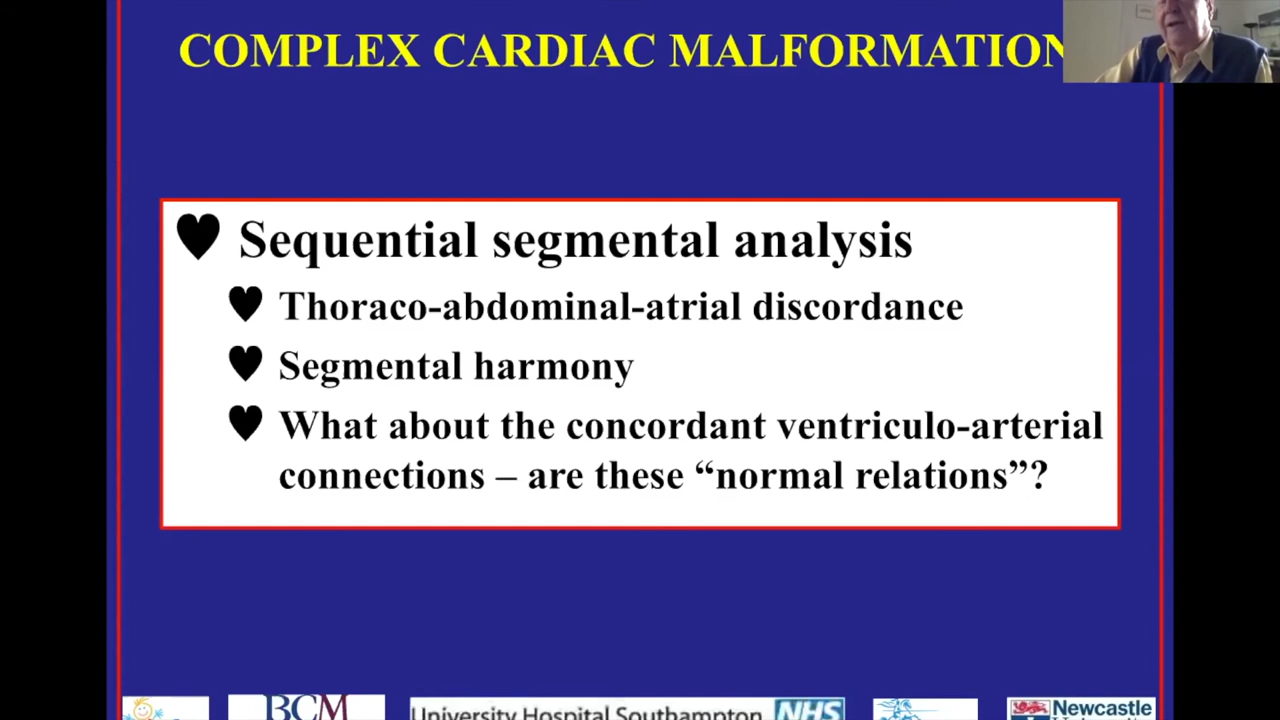 COMPLEX CARDIAC MALFORMATION
Sequential segmental analysis
Thoraco-abdominal-atrial discordance
Segmental harmony
What about the concordant ventriculo-arterial
connections – are these “normal relations”?
BCM
University Hospital Southampton
NHS
Newcastle